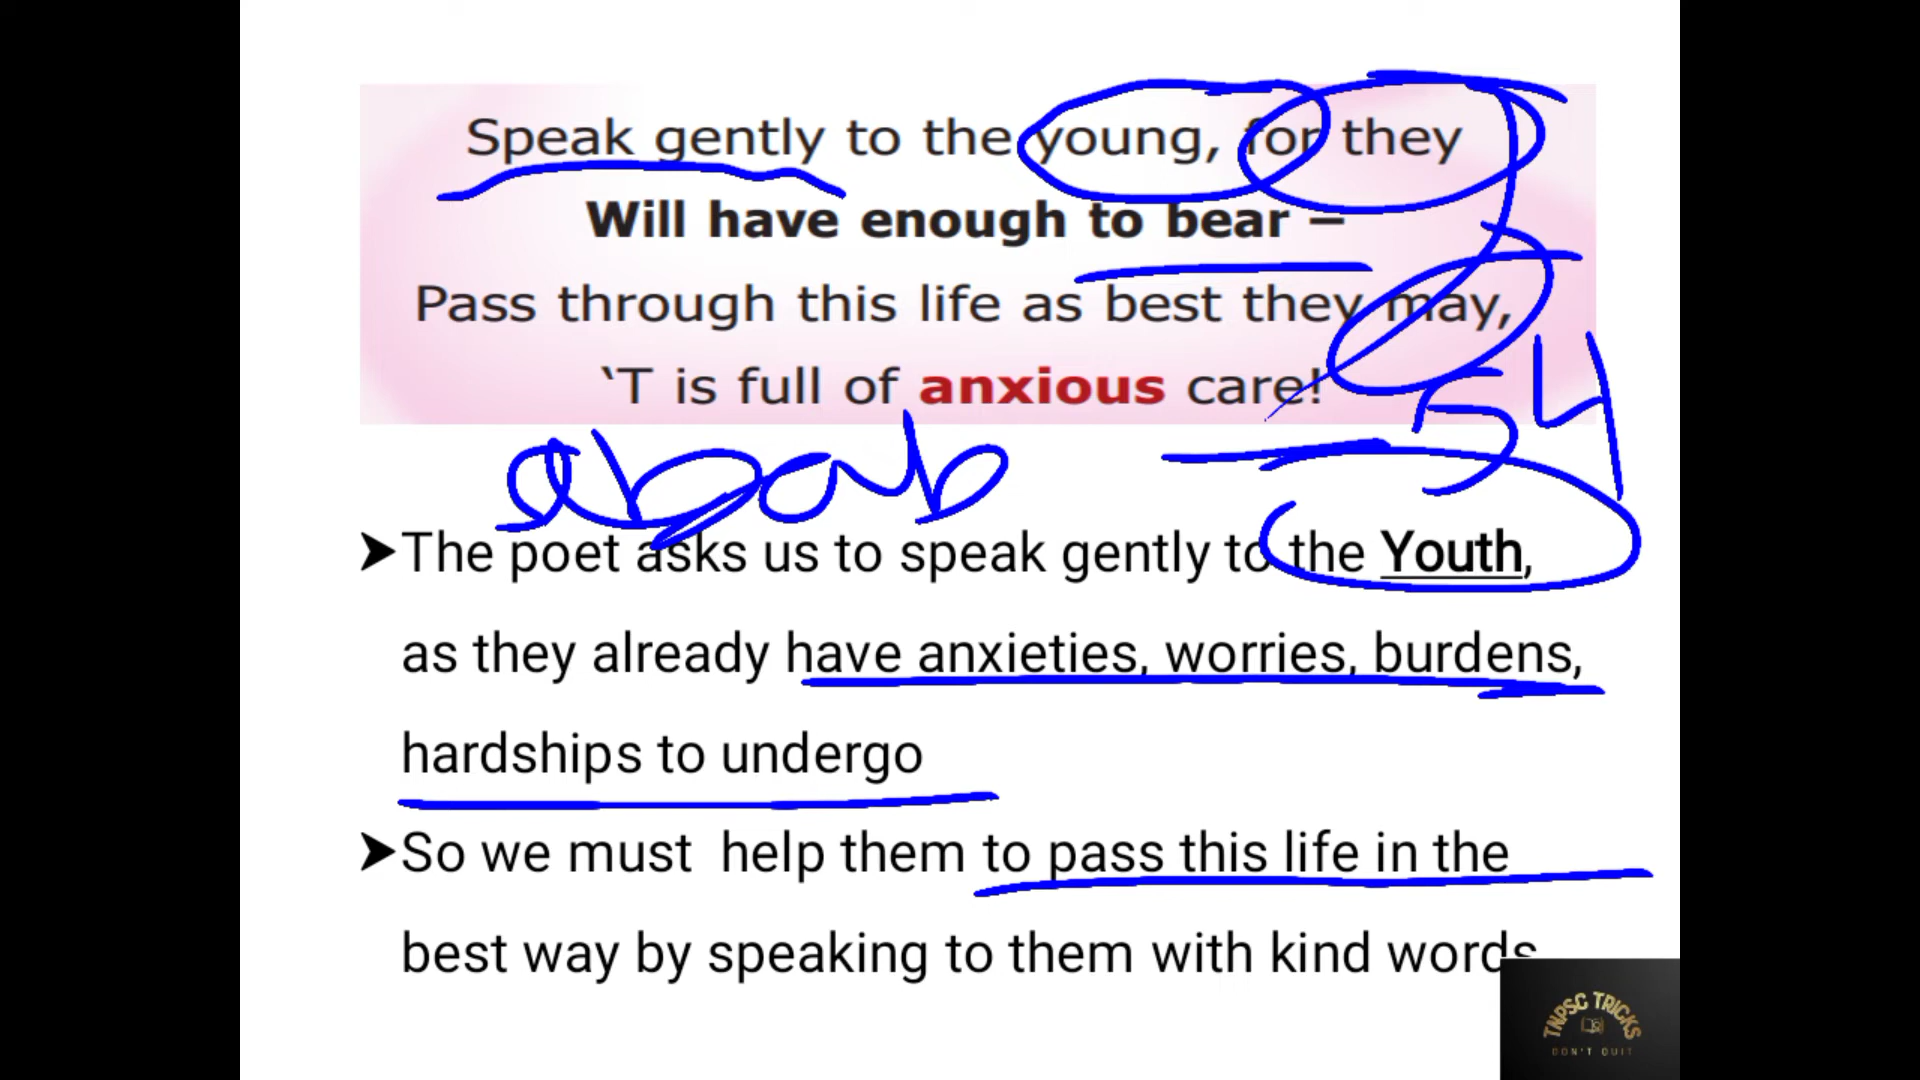 Speak gently to the young, for they
Will have enough to bear –
Pass through this life as best they may,
‘T is full of anxious care!
abab
54
➤The poet asks us to speak gently to the Youth,
as they already have anxieties, worries, burdens,
hardships to undergo
➤So we must help them to pass this life in the
best way by speaking to them with kind words
TNPSC TRICKS
DON'T QUIT